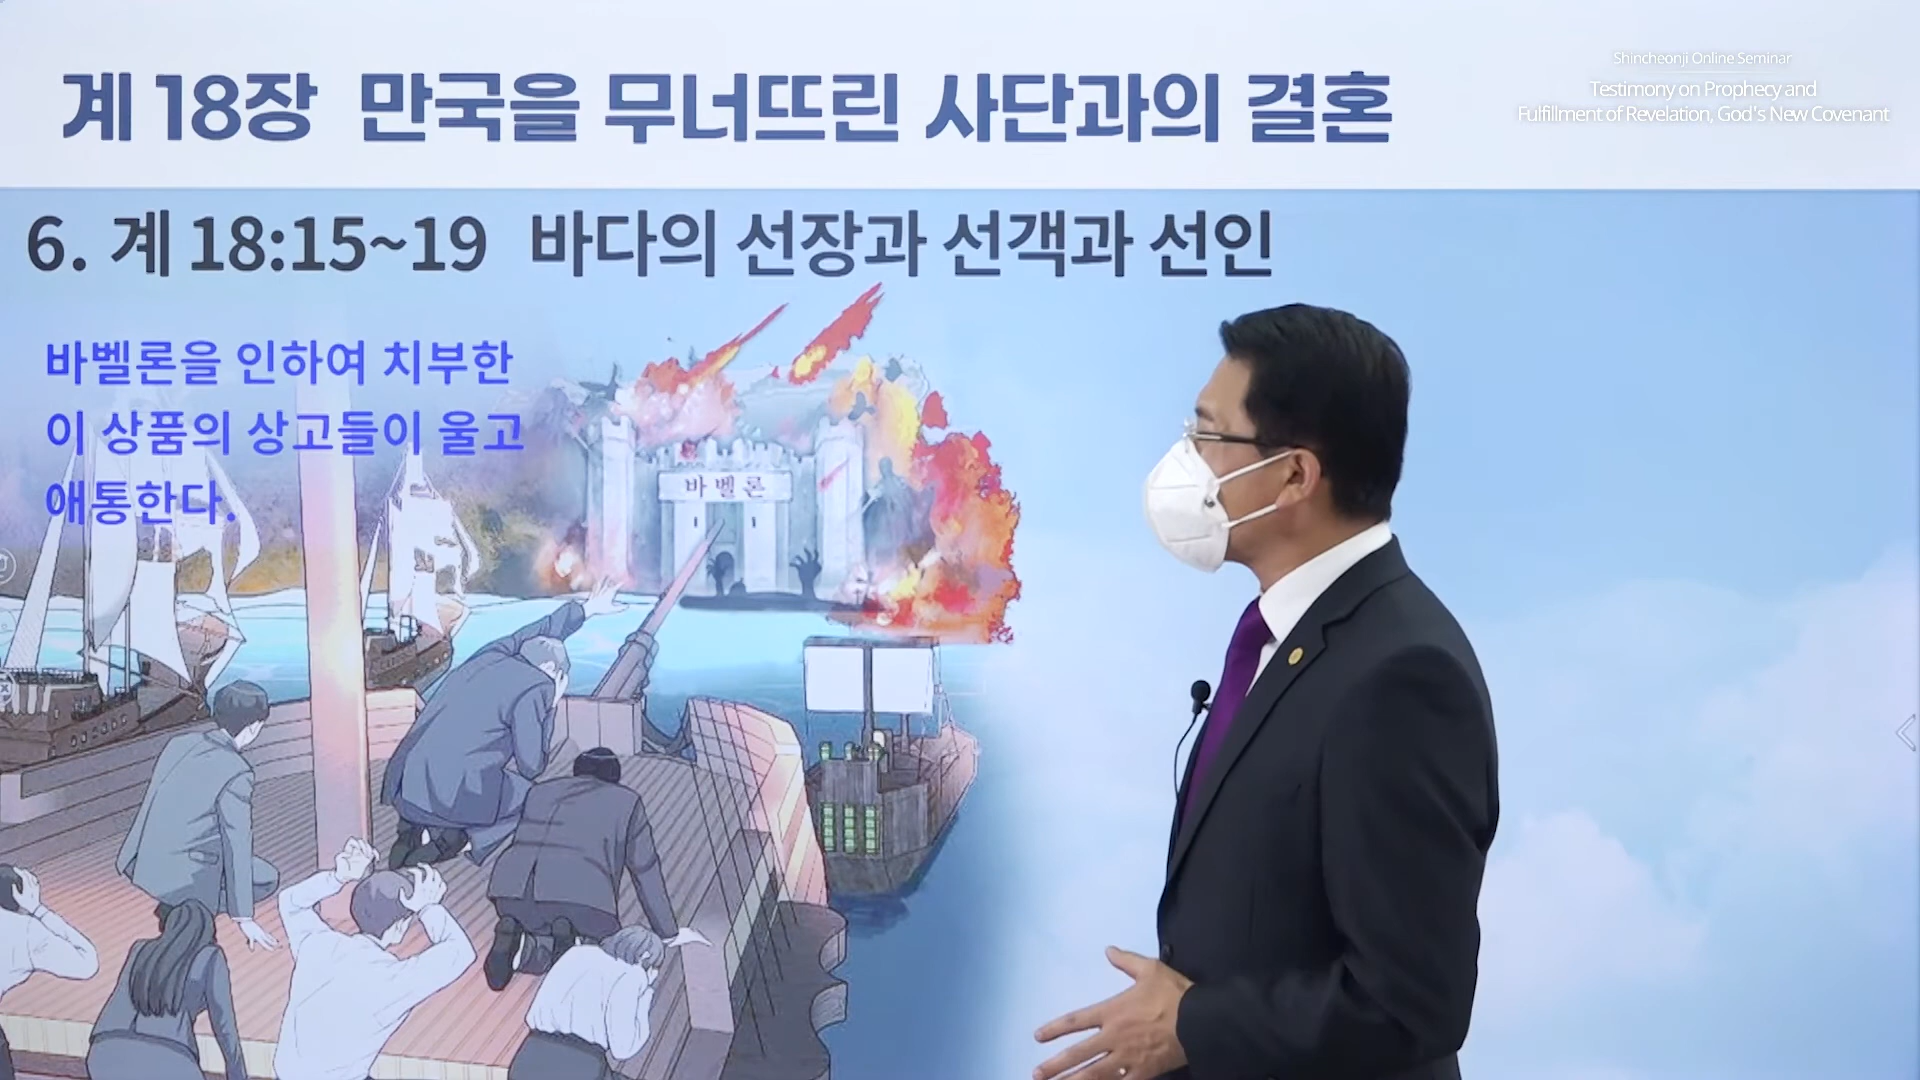 계 18장 만국을 무너뜨린 사단과의 결혼
Shincheonji Online Seminar
Testimony on Prophecy and
Fulfillment of Revelation, God's New Covenant
6. 계 18:15~19 바다의 선장과 선객과 선인
바벨론을 인하여 치부한
이 상품의 상고들이 울고
애통한다.
바벨론